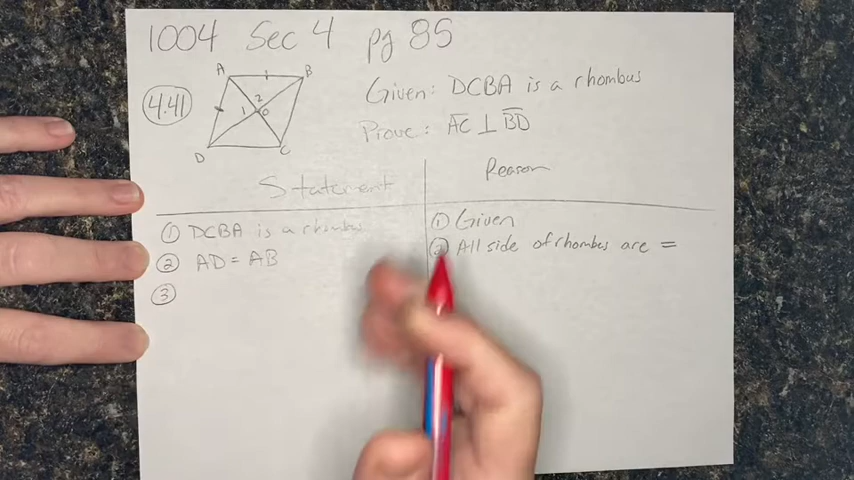 1004 Sec 4 pg 85
4.41
A B
Given: DCBA is a rhombus
2
1 O
Prove: AC ⊥ BD
D C
Statement Reason
① DCBA is a rhombus ① Given
② AD = AB ② All side of rhombus are =
③